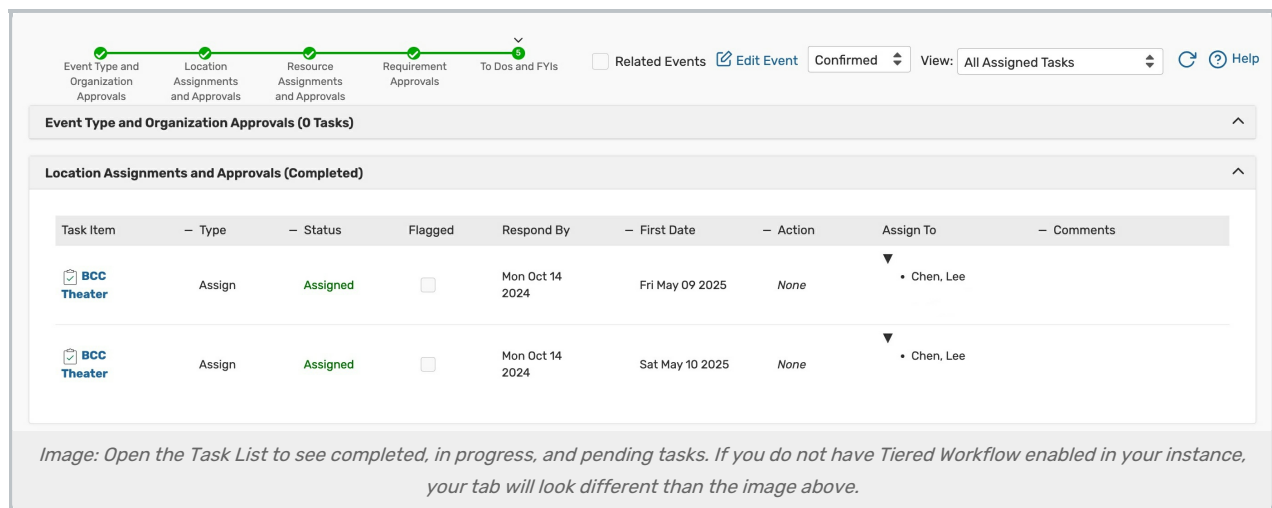 Event Type and Organization Approvals
Location Assignments and Approvals
Resource Assignments and Approvals
Requirement Approvals
5
To Dos and FYIs
Related Events Edit Event Confirmed View: All Assigned Tasks Help
Event Type and Organization Approvals (0 Tasks)
Location Assignments and Approvals (Completed)
Task Item – Type – Status Flagged Respond By – First Date – Action Assign To – Comments
BCC Theater Assign Assigned Mon Oct 14 2024 Fri May 09 2025 None • Chen, Lee
BCC Theater Assign Assigned Mon Oct 14 2024 Sat May 10 2025 None • Chen, Lee
Image: Open the Task List to see completed, in progress, and pending tasks. If you do not have Tiered Workflow enabled in your instance,
your tab will look different than the image above.